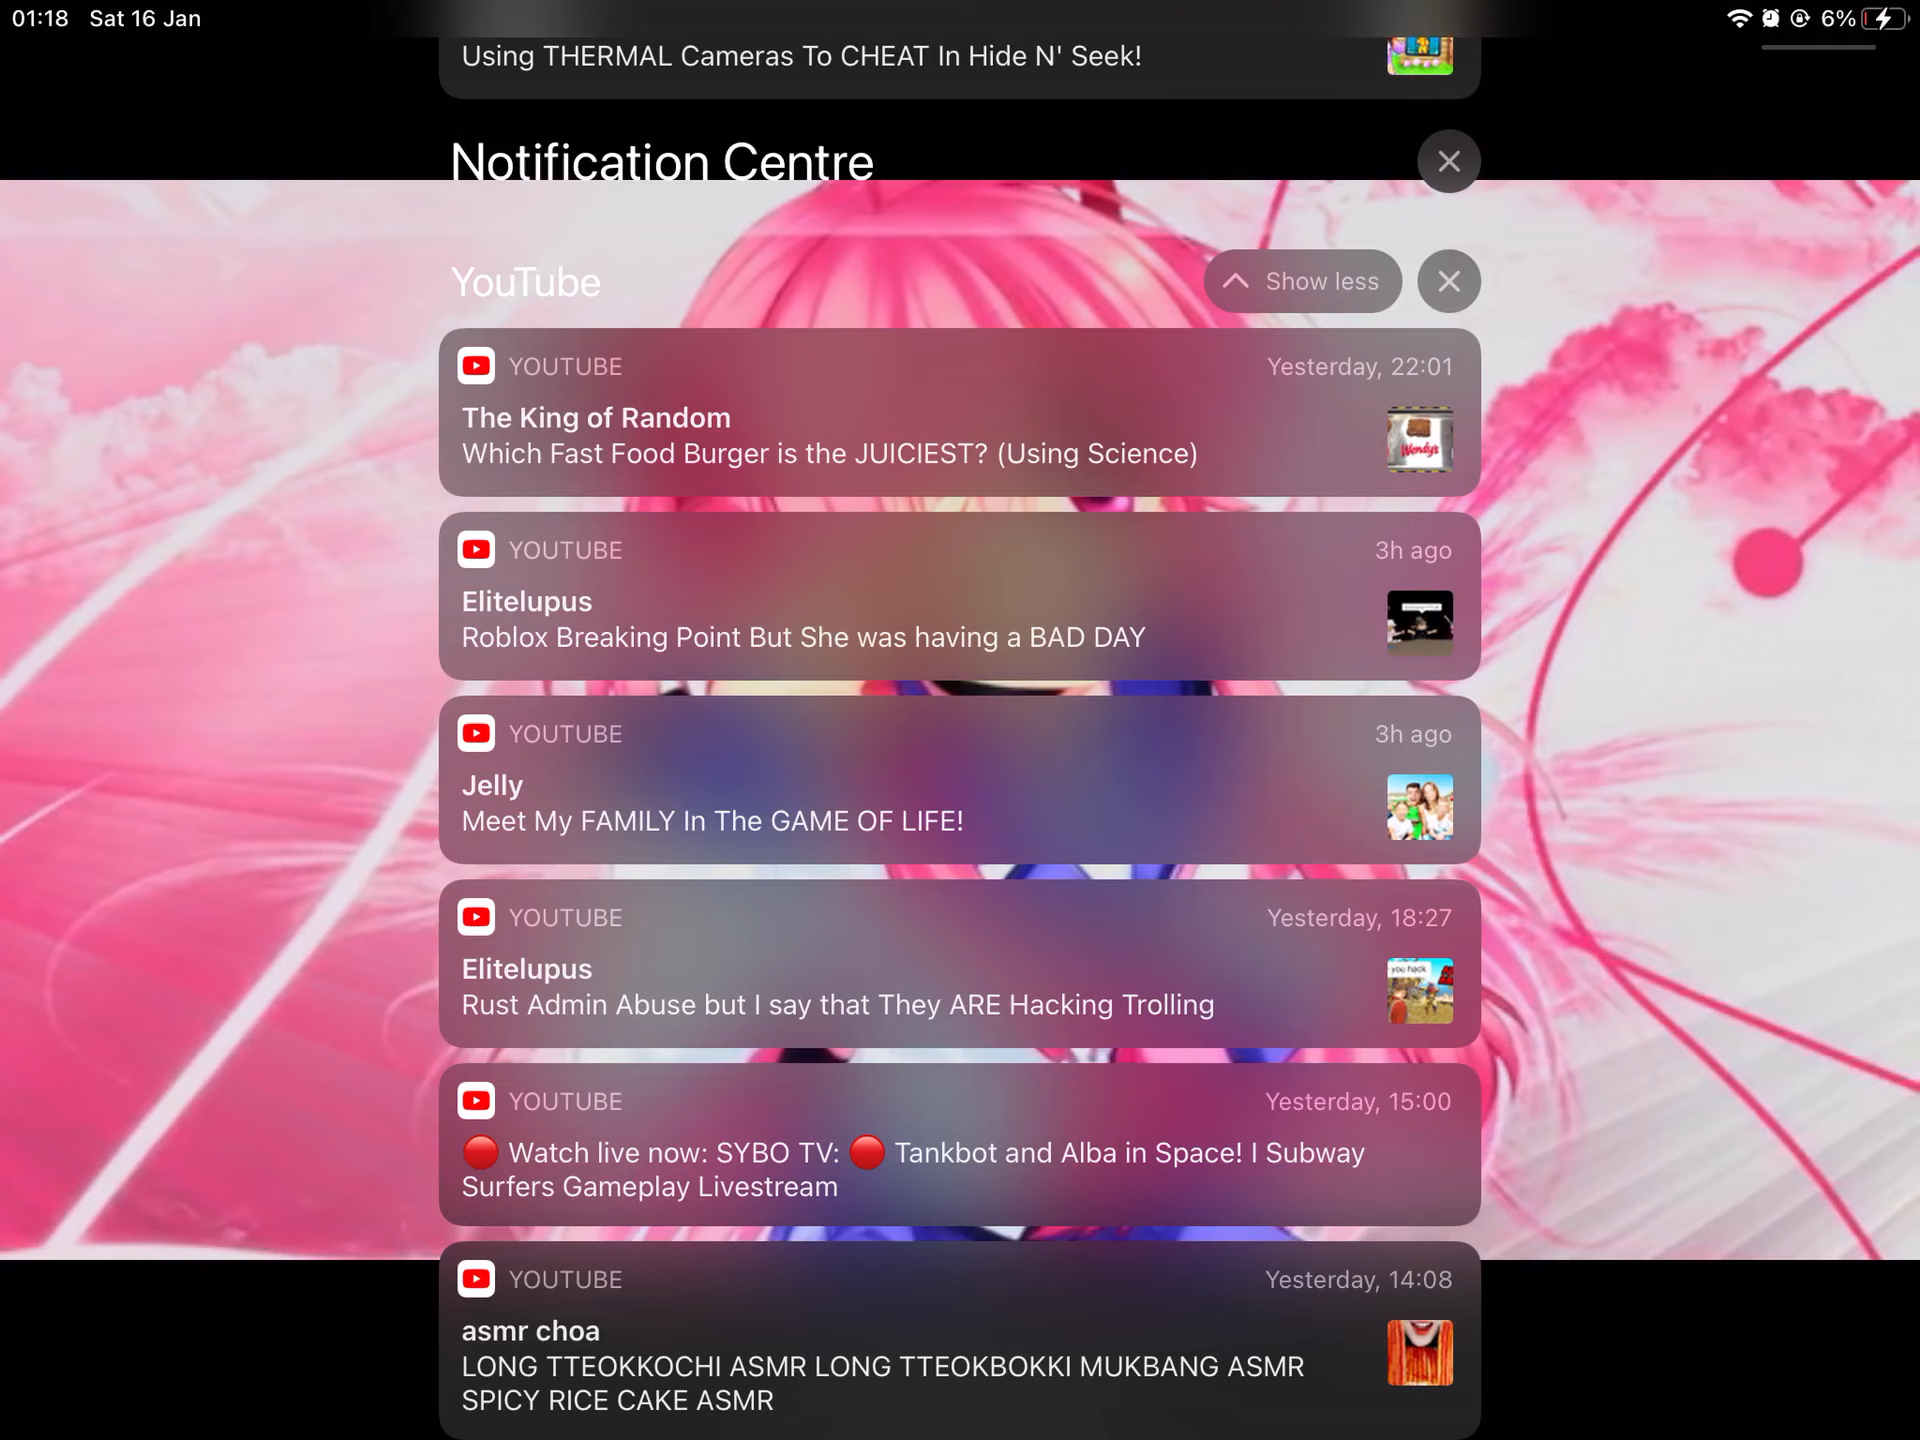 01:18 Sat 16 Jan
6%
Using THERMAL Cameras To CHEAT In Hide N' Seek!
Notification Centre
YouTube
Show less
YOUTUBE
Yesterday, 22:01
The King of Random
Which Fast Food Burger is the JUICIEST? (Using Science)
Wendy's
YOUTUBE
3h ago
Elitelupus
Roblox Breaking Point But She was having a BAD DAY
YOUTUBE
3h ago
Jelly
Meet My FAMILY In The GAME OF LIFE!
YOUTUBE
Yesterday, 18:27
Elitelupus
you hack
Rust Admin Abuse but I say that They ARE Hacking Trolling
YOUTUBE
Yesterday, 15:00
🔴 Watch live now: SYBO TV: 🔴 Tankbot and Alba in Space! I Subway
Surfers Gameplay Livestream
YOUTUBE
Yesterday, 14:08
asmr choa
LONG TTEOKKOCHI ASMR LONG TTEOKBOKKI MUKBANG ASMR
SPICY RICE CAKE ASMR